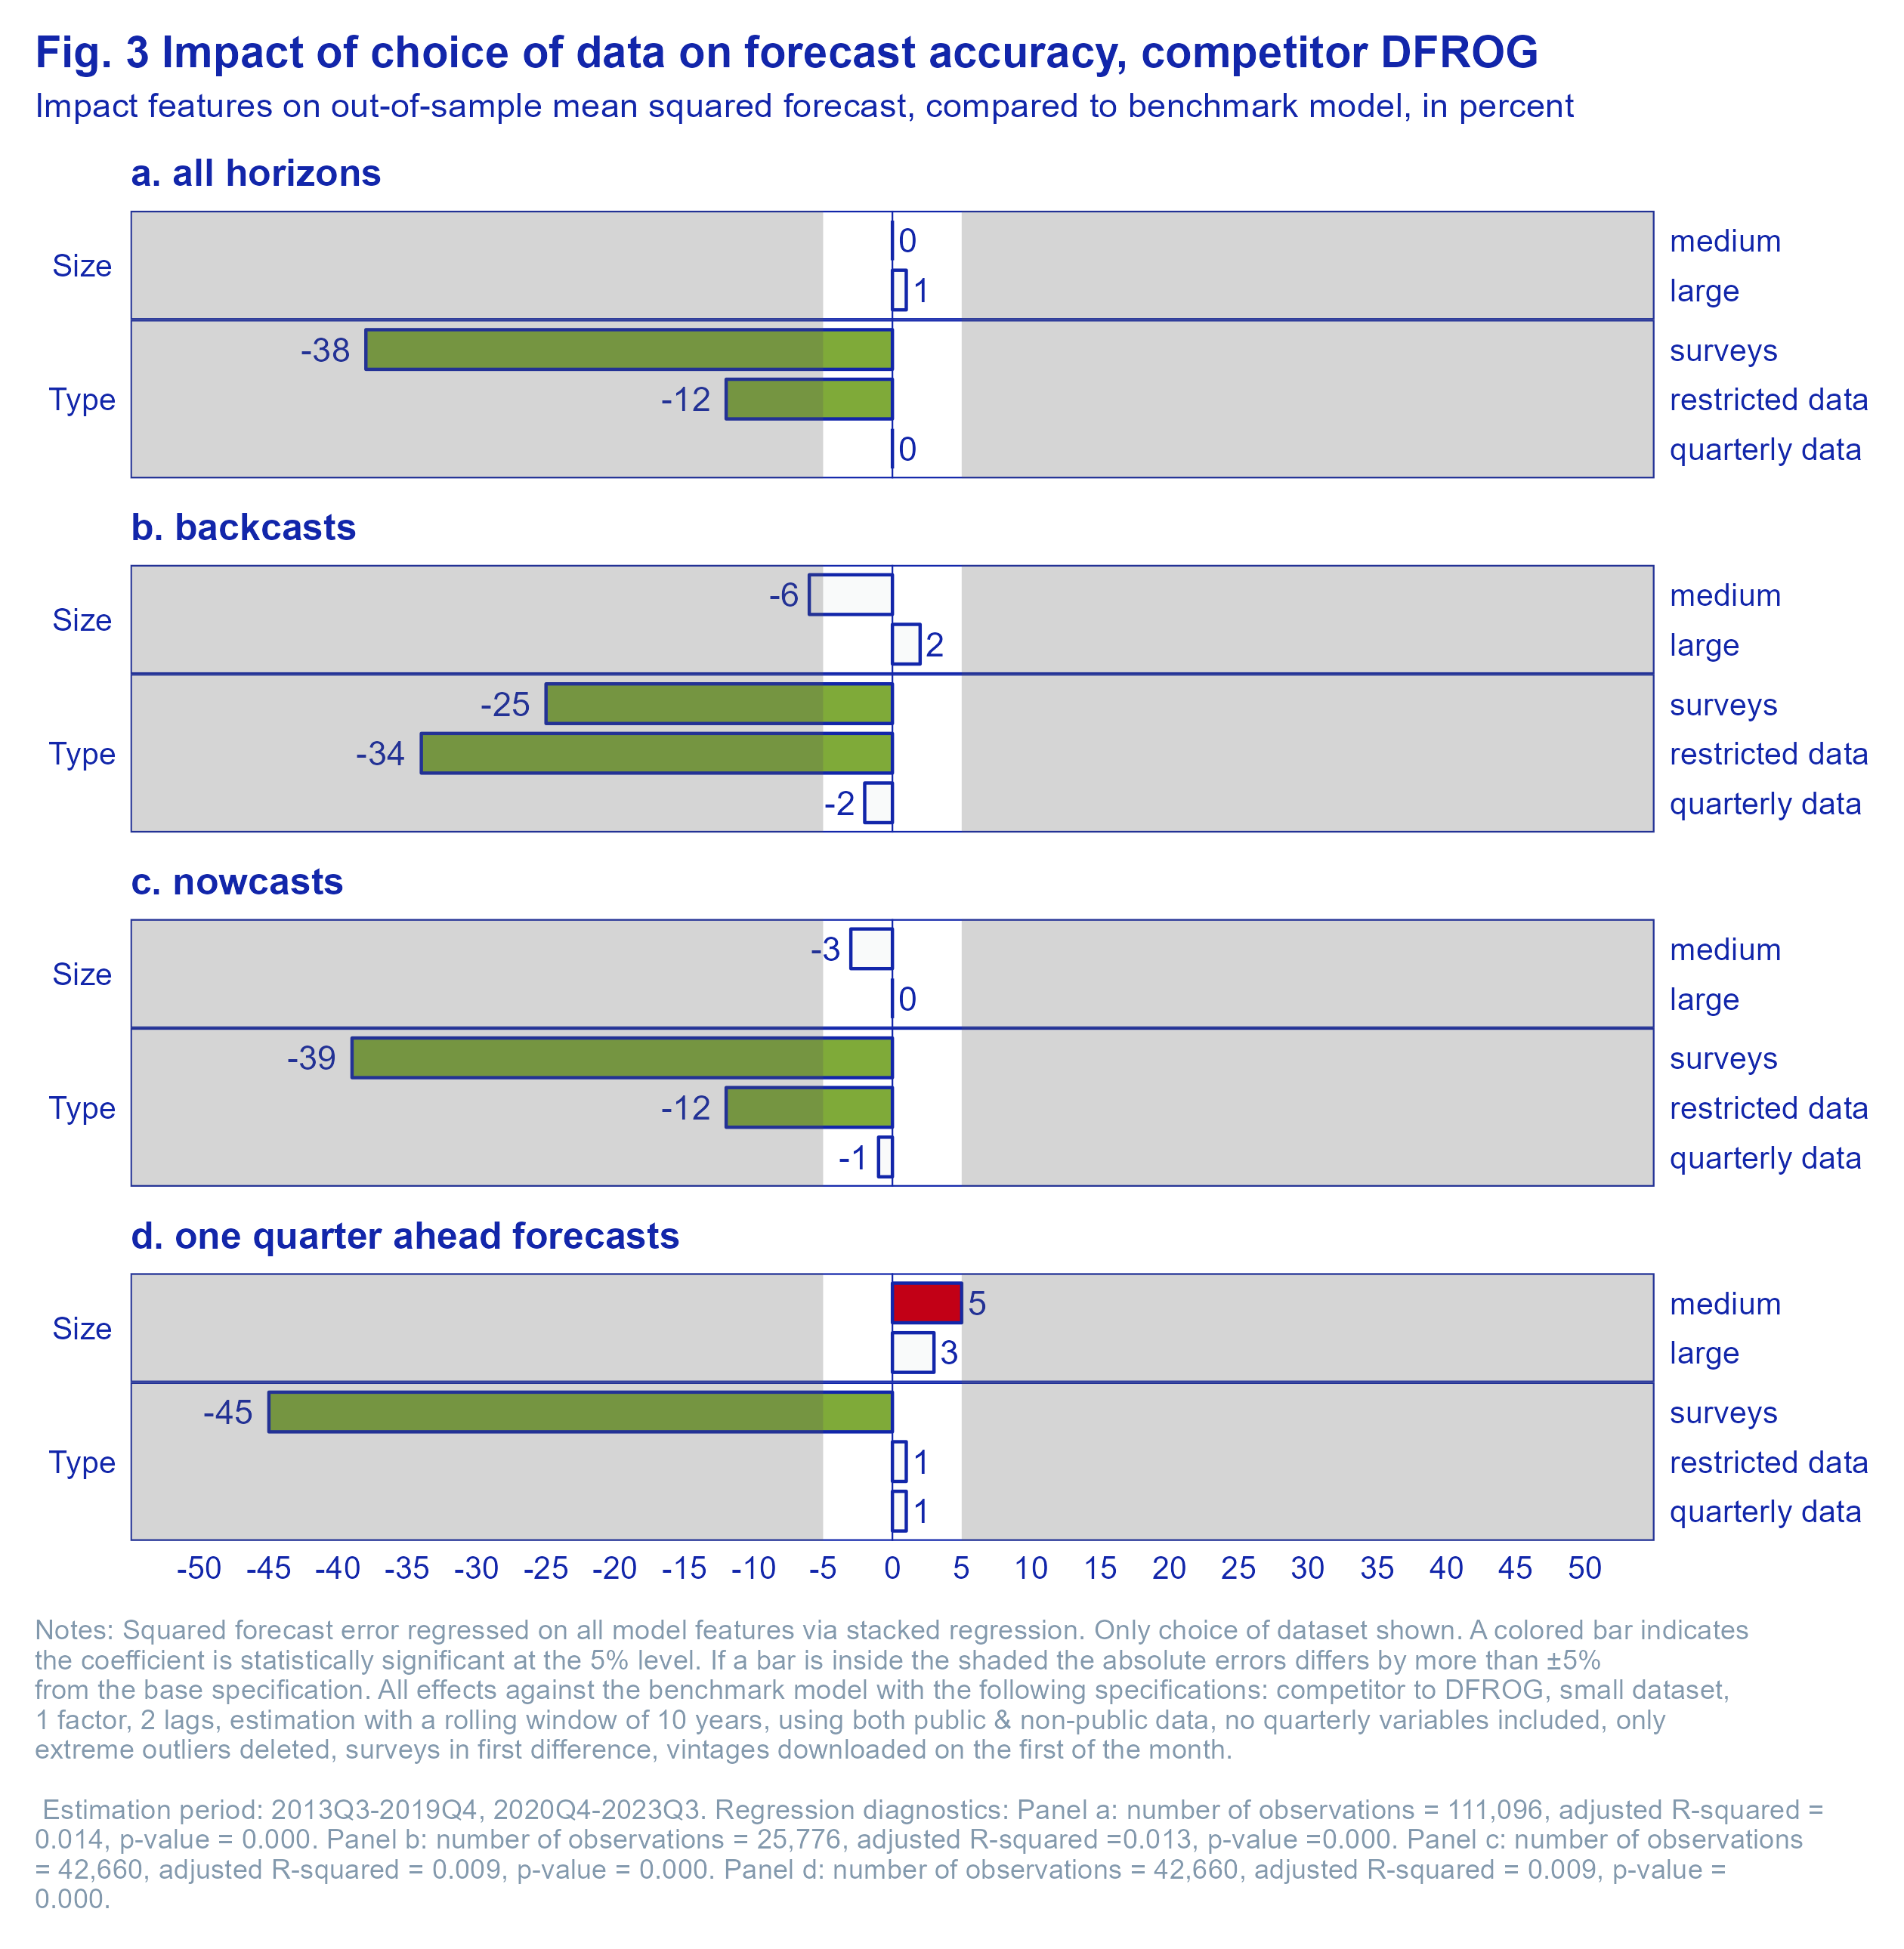 Fig. 3 Impact of choice of data on forecast accuracy, competitor DFROG
Impact features on out-of-sample mean squared forecast, compared to benchmark model, in percent
a. all horizons
Size
0
medium
1
large
Type
-38
surveys
-12
restricted data
0
quarterly data
b. backcasts
Size
-6
medium
2
large
Type
-25
surveys
-34
restricted data
-2
quarterly data
c. nowcasts
Size
-3
medium
0
large
Type
-39
surveys
-12
restricted data
-1
quarterly data
d. one quarter ahead forecasts
Size
5
medium
3
large
Type
-45
surveys
1
restricted data
1
quarterly data
-50 -45 -40 -35 -30 -25 -20 -15 -10 -5 0 5 10 15 20 25 30 35 40 45 50
Notes: Squared forecast error regressed on all model features via stacked regression. Only choice of dataset shown. A colored bar indicates
the coefficient is statistically significant at the 5% level. If a bar is inside the shaded the absolute errors differs by more than ±5%
from the base specification. All effects against the benchmark model with the following specifications: competitor to DFROG, small dataset,
1 factor, 2 lags, estimation with a rolling window of 10 years, using both public & non-public data, no quarterly variables included, only
extreme outliers deleted, surveys in first difference, vintages downloaded on the first of the month.
Estimation period: 2013Q3-2019Q4, 2020Q4-2023Q3. Regression diagnostics: Panel a: number of observations = 111,096, adjusted R-squared =
0.014, p-value = 0.000. Panel b: number of observations = 25,776, adjusted R-squared =0.013, p-value =0.000. Panel c: number of observations
= 42,660, adjusted R-squared = 0.009, p-value = 0.000. Panel d: number of observations = 42,660, adjusted R-squared = 0.009, p-value =
0.000.